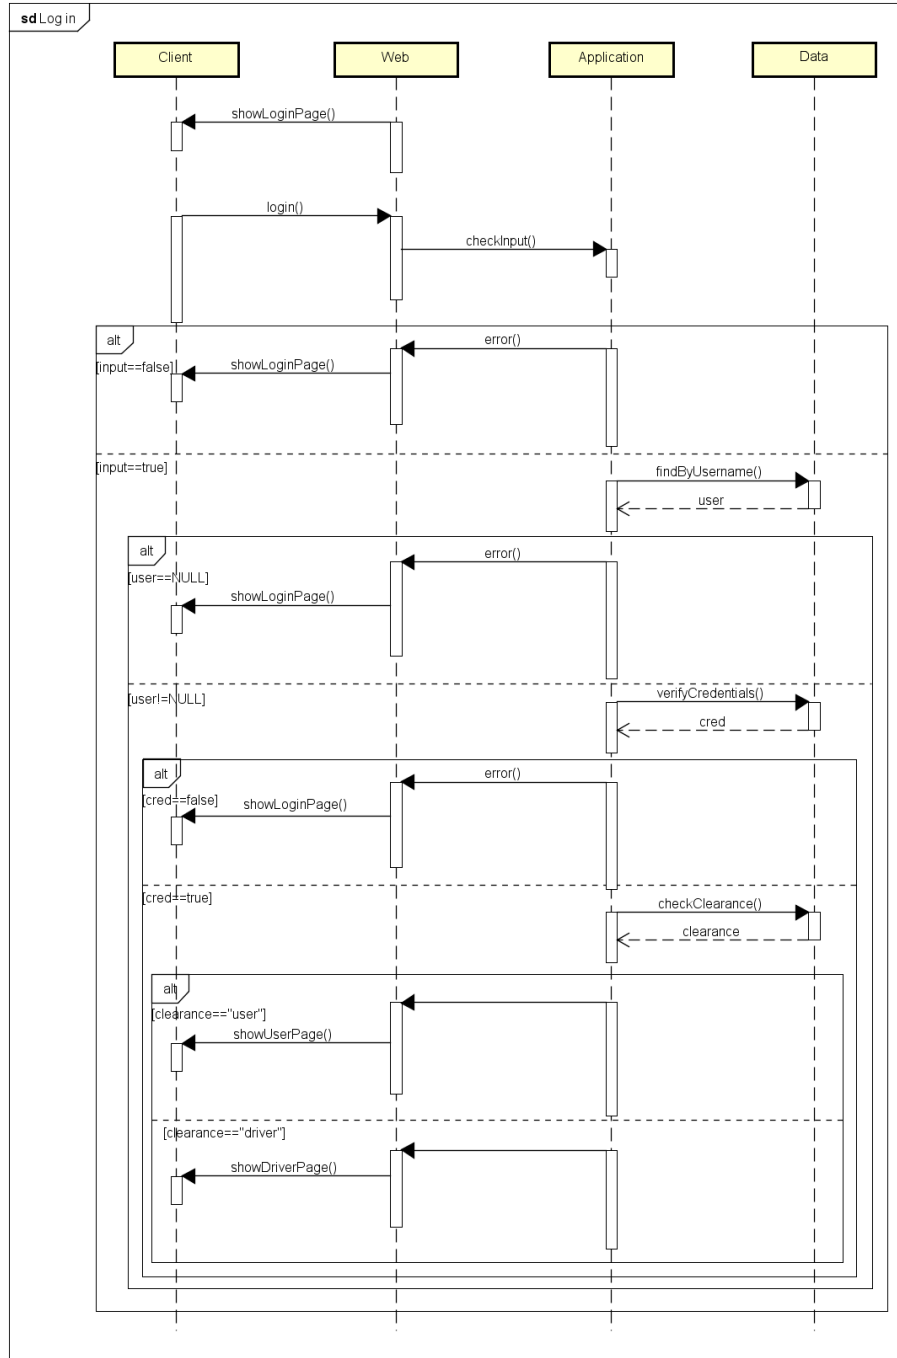 sd Log in
Client
Web
Application
Data
showLoginPage()
login()
checkInput()
alt
error()
[input==false]
showLoginPage()
[input==true]
findByUsername()
user
alt
error()
[user==NULL]
showLoginPage()
[user!=NULL]
verifyCredentials()
cred
alt
error()
[cred==false]
showLoginPage()
[cred==true]
checkClearance()
clearance
alt
[clearance=="user"]
showUserPage()
[clearance=="driver"]
showDriverPage()